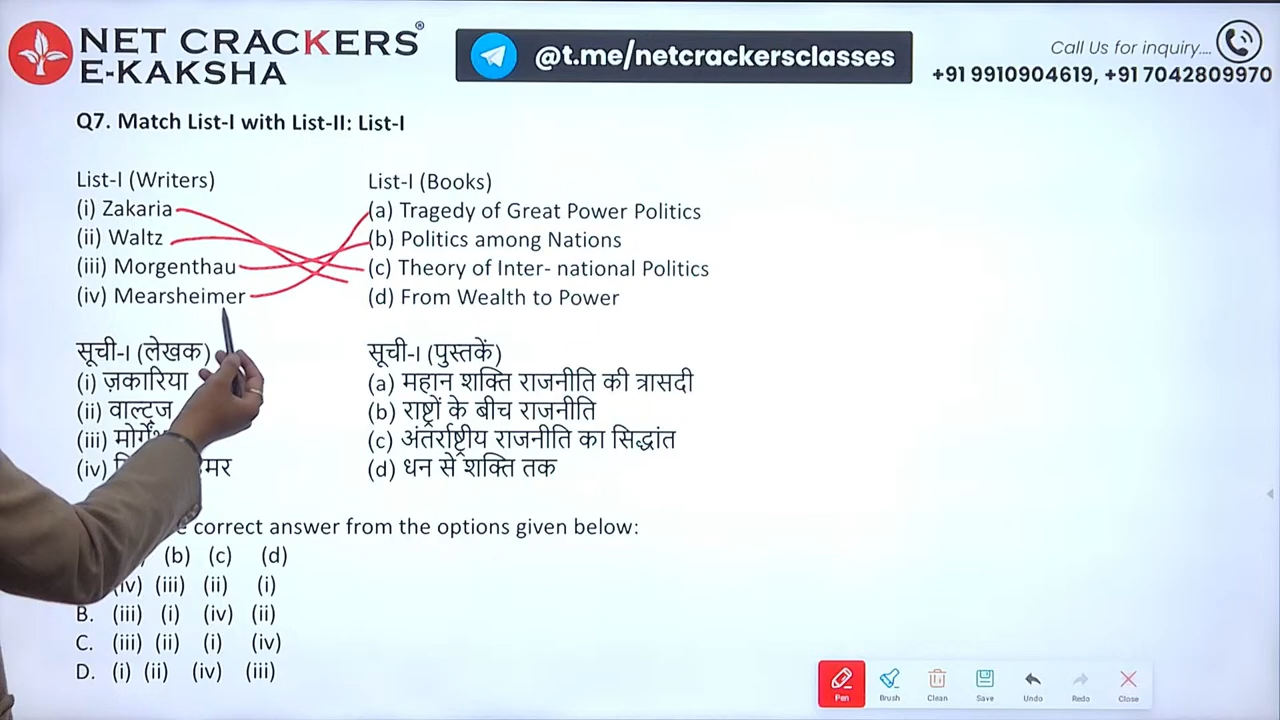 NET CRACKERS®
E-KAKSHA
@t.me/netcrackersclasses
Call Us for inquiry....
+91 9910904619, +91 7042809970
Q7. Match List-I with List-II: List-I
List-I (Writers)
List-I (Books)
(i) Zakaria
(a) Tragedy of Great Power Politics
(ii) Waltz
(b) Politics among Nations
(iii) Morgenthau
(c) Theory of Inter- national Politics
(iv) Mearsheimer
(d) From Wealth to Power
सूची-I (लेखक)
सूची-I (पुस्तकें)
(i) ज़कारिया
(a) महान शक्ति राजनीति की त्रासदी
(ii) वाल्ट्ज
(b) राष्ट्रों के बीच राजनीति
(iii)
(c) अंतर्राष्ट्रीय राजनीति का सिद्धांत
(iv)
(d) धन से शक्ति तक
correct answer from the options given below:
(b) (c) (d)
(iii) (ii) (i)
B. (iii) (i) (iv) (ii)
C. (iii) (ii) (i) (iv)
D. (i) (ii) (iv) (iii)
Pen Brush Clean Save Undo Redo Close